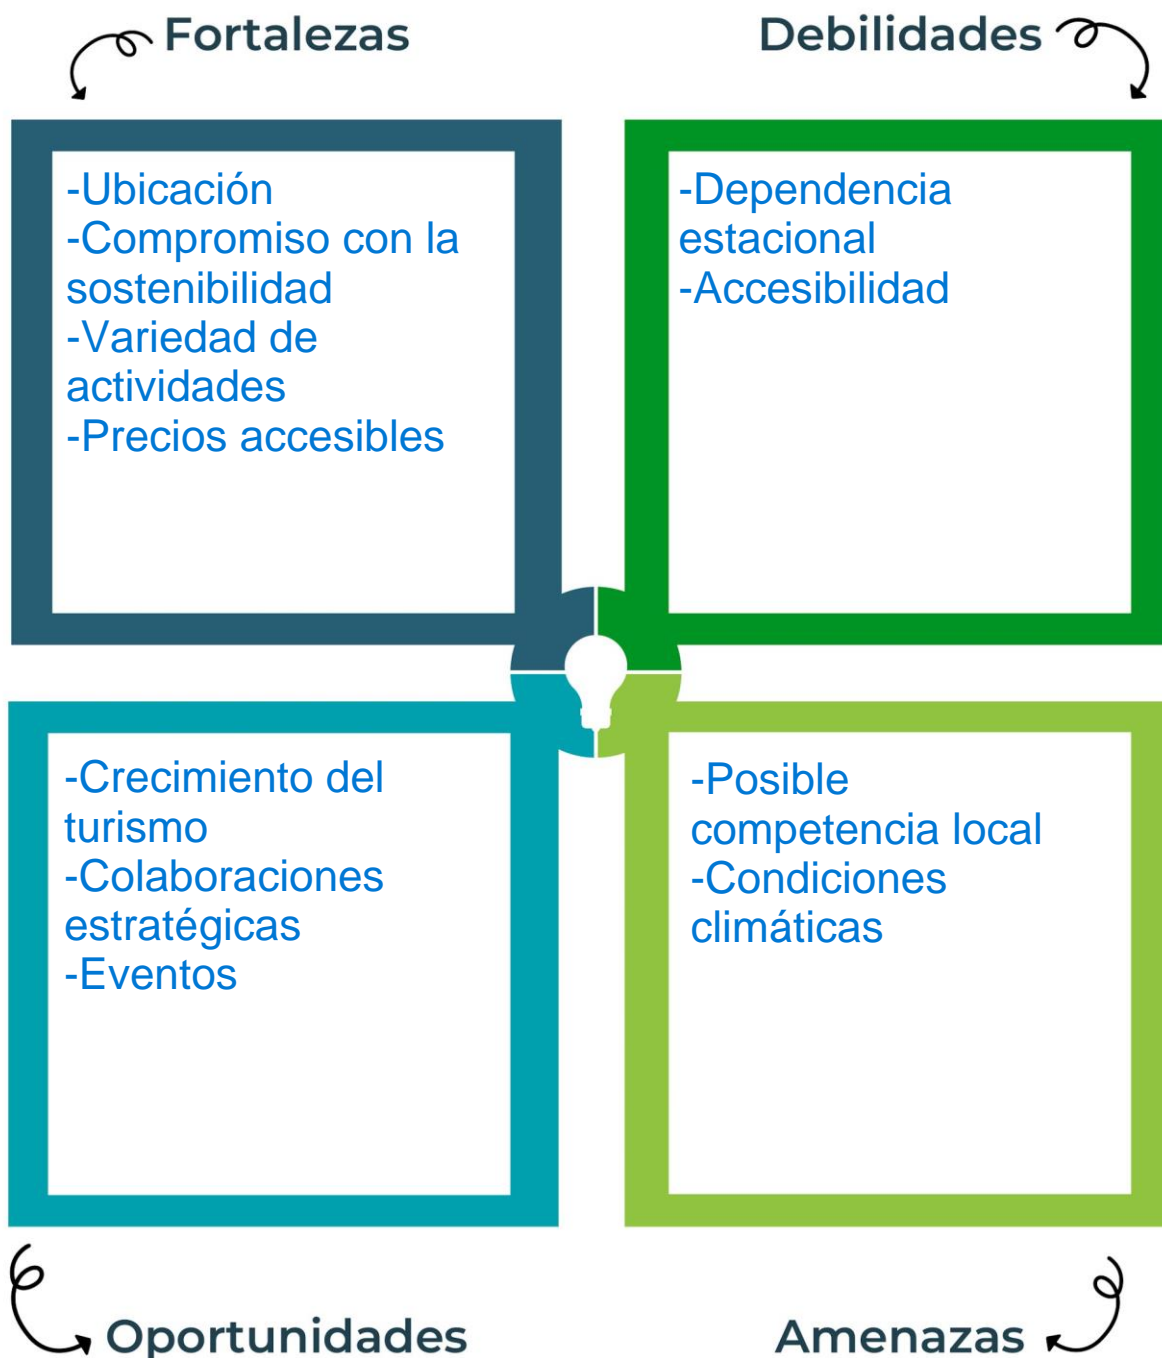 Fortalezas
-Ubicación
-Compromiso con la
sostenibilidad
-Variedad de
actividades
-Precios accesibles
Debilidades
-Dependencia
estacional
-Accesibilidad
-Crecimiento del
turismo
-Colaboraciones
estratégicas
-Eventos
Oportunidades
-Posible
competencia local
-Condiciones
climáticas
Amenazas